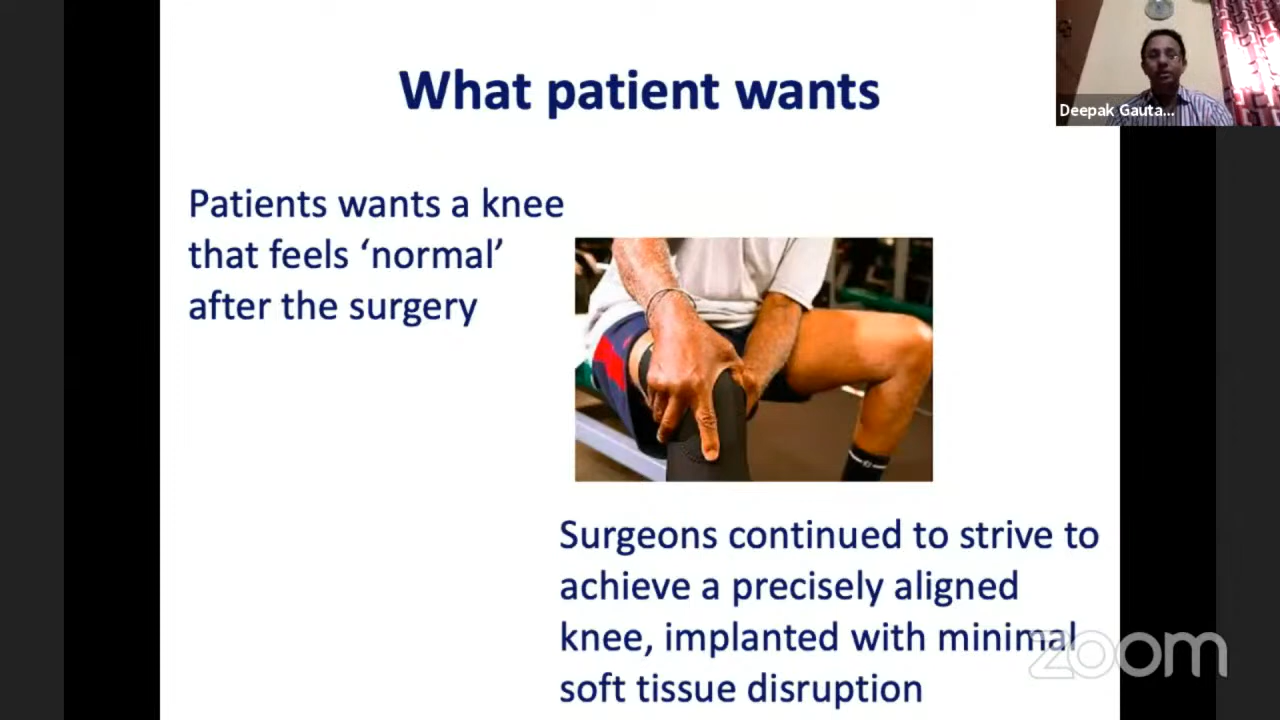 What patient wants
Deepak Gauta...
Patients wants a knee
that feels ‘normal’
after the surgery
Surgeons continued to strive to
achieve a precisely aligned
knee, implanted with minimal
soft tissue disruption
zoom